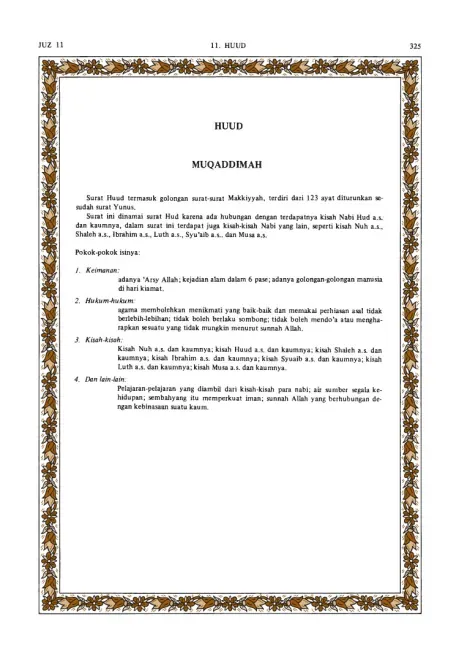 JUZ 11
11. HUUD
325
HUUD
MUQADDIMAH
Surat Huud termasuk golongan surat-surat Makkiyyah, terdiri dari 123 ayat diturunkan se-
sudah surat Yunus.
Surat ini dinamai surat Hud karena ada hubungan dengan terdapatnya kisah Nabi Hud a.s.
dan kaumnya, dalam surat ini terdapat juga kisah-kisah Nabi yang lain, seperti kisah Nuh a.s.,
Shaleh a.s., Ibrahim a.s., Luth a.s., Syu'aib a.s., dan Musa a.s.
Pokok-pokok isinya:
1. Keimanan:
adanya 'Arsy Allah; kejadian alam dalam 6 pase; adanya golongan-golongan manusia
di hari kiamat.
2. Hukum-hukum:
agama membolehkan menikmati yang baik-baik dan memakai perhiasan asal tidak
berlebih-lebihan; tidak boleh berlaku sombong; tidak boleh mendo'a atau mengha-
rapkan sesuatu yang tidak mungkin menurut sunnah Allah.
3. Kisah-kisah:
Kisah Nuh a.s. dan kaumnya; kisah Huud a.s. dan kaumnya; kisah Shaleh a.s. dan
kaumnya; kisah Ibrahim a.s. dan kaumnya; kisah Syuaib a.s. dan kaumnya; kisah
Luth a.s. dan kaumnya; kisah Musa a.s. dan kaumnya.
4. Dan lain-lain:
Pelajaran-pelajaran yang diambil dari kisah-kisah para nabi; air sumber segala ke-
hidupan; sembahyang itu memperkuat iman; sunnah Allah yang berhubungan de-
ngan kebinasaan suatu kaum.